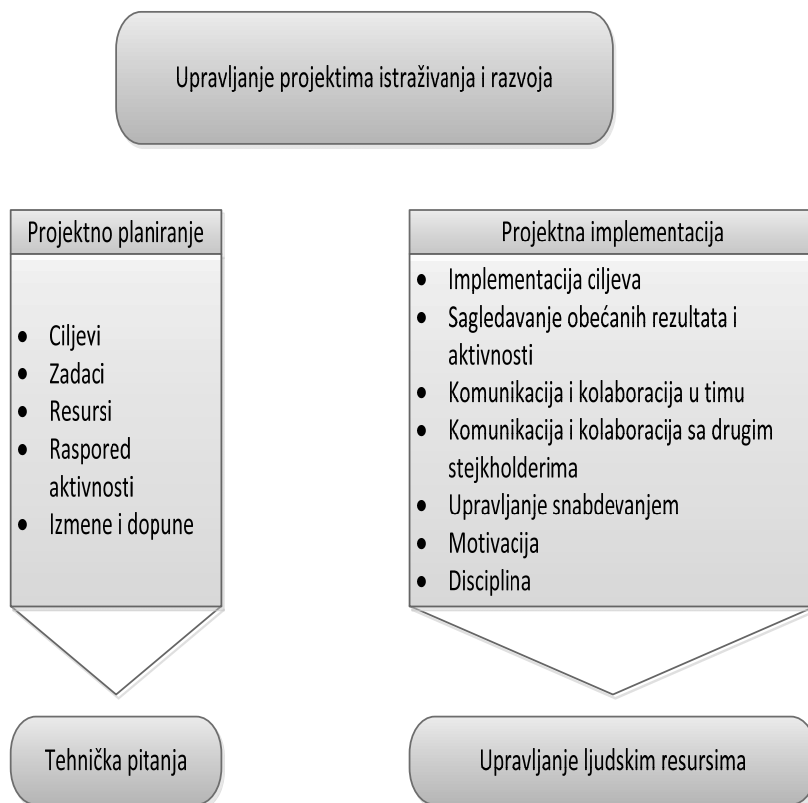 Upravljanje projektima istraživanja i razvoja
Projektno planiranje
• Ciljevi
• Zadaci
• Resursi
• Raspored
aktivnosti
• Izmene i dopune
Tehnička pitanja
Projektna implementacija
• Implementacija ciljeva
• Sagledavanje obećanih rezultata i
aktivnosti
• Komunikacija i kolaboracija u timu
• Komunikacija i kolaboracija sa drugim
stejkholderima
• Upravljanje snabdevanjem
• Motivacija
• Disciplina
Upravljanje ljudskim resursima